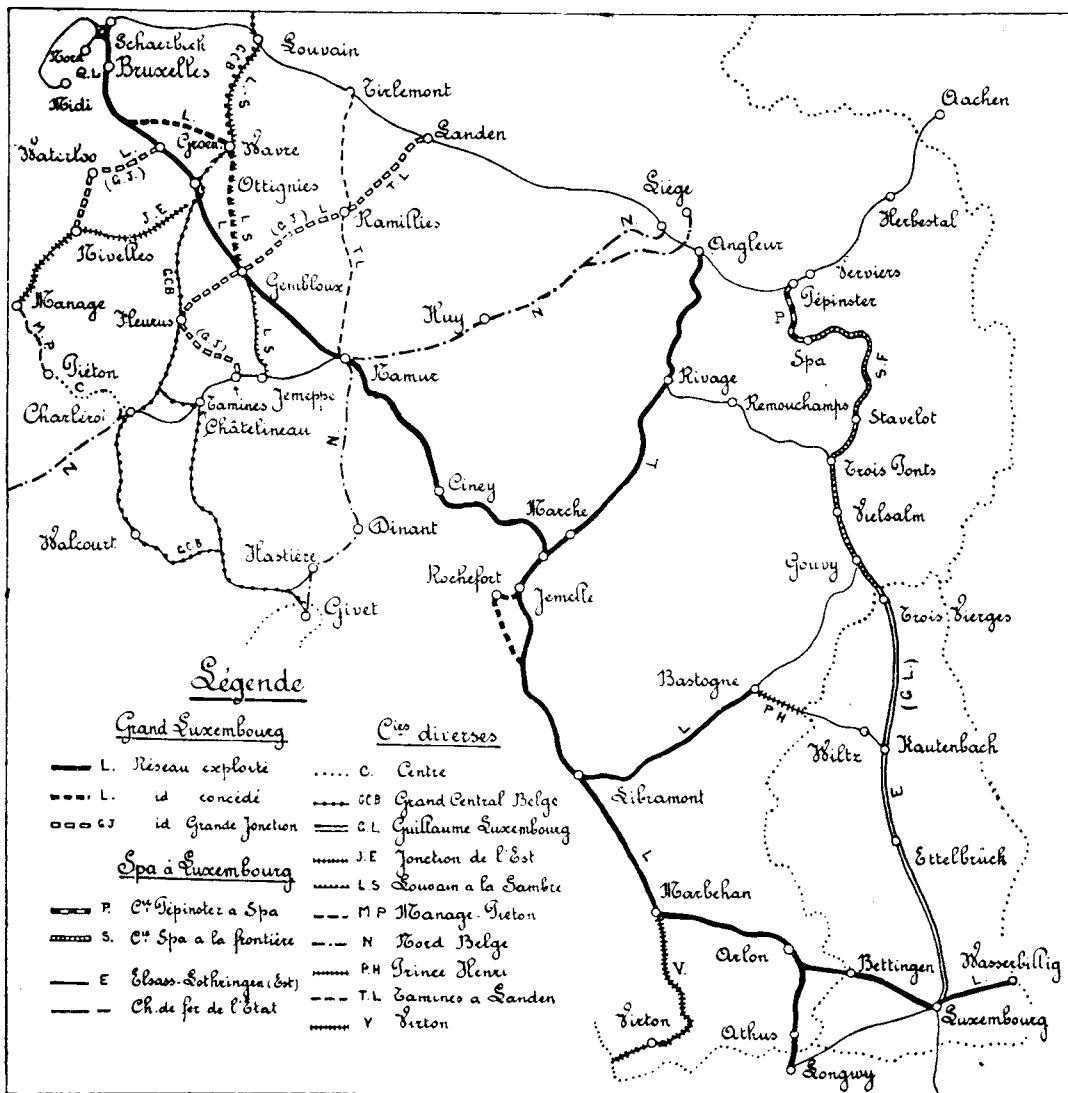 Schaerbeek
Nord
Q.L
Bruxelles
Midi
Louvain
GCB
L.S
Tirlemont
Aachen
L.
Groen.
Wavre
Landen
Waterloo
L.
(G.J.)
Ottignies
T.L
Liége
Herbestal
J.E
L
L S
(G J) L
Ramillies
N
Angleur
Nivelles
GCB
T.L
Verviers
Gembloux
Pépinster
Manage
Fleurus
Huy
N
P.
M.P
(G J)
L S
Spa
S.F
Piéton
C.
Namur
Rivage
Jemeppe
Tamines
Remouchamps
Charleroi
Châtelineau
Stavelot
N
N
L
Trois Ponts
Ciney
Marche
Vielsalm
Walcourt
G.C.B
Dinant
Hastière
Gouvy
Rochefort
Jemelle
Givet
Trois Vierges
Bastogne
(G L.)
P H
L
Wiltz
Kautenbach
Libramont
E
Ettelbrück
L
Marbehan
Arlon
Bettingen
Wasserbillig
L.
V.
Luxembourg
Virton
Athus
Longwy
Légende
Grand Luxembourg
L. Réseau exploité
L. id concédé
G J id Grande Jonction
Spa à Luxembourg
P. Cie Pépinster a Spa
S. Cie Spa a la frontière
E Elsass-Lothringen (Est)
Ch. de fer de l'État
Cies diverses
C. Centre
GCB Grand Central Belge
G.L Guillaume Luxembourg
J.E Jonction de l'Est
L S Louvain a la Sambre
M P Manage-Piéton
N Nord Belge
P.H Prince Henri
T.L Tamines a Landen
V Virton